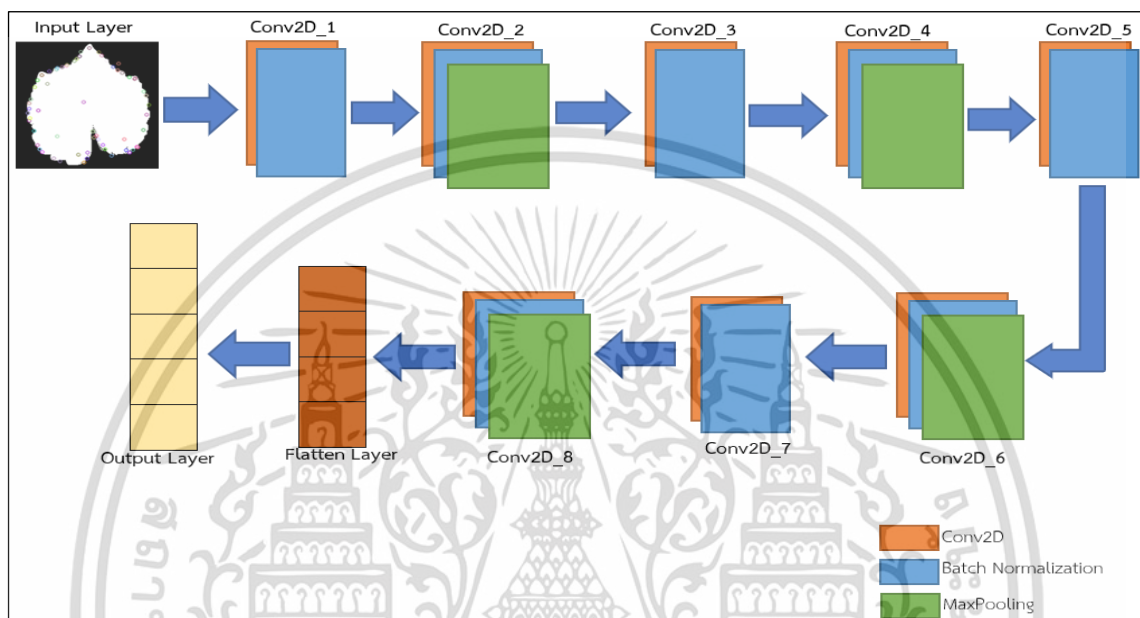 Input Layer
Conv2D_1
Conv2D_2
Conv2D_3
Conv2D_4
Conv2D_5
Output Layer
Flatten Layer
Conv2D_8
Conv2D_7
Conv2D_6
Conv2D
Batch Normalization
MaxPooling